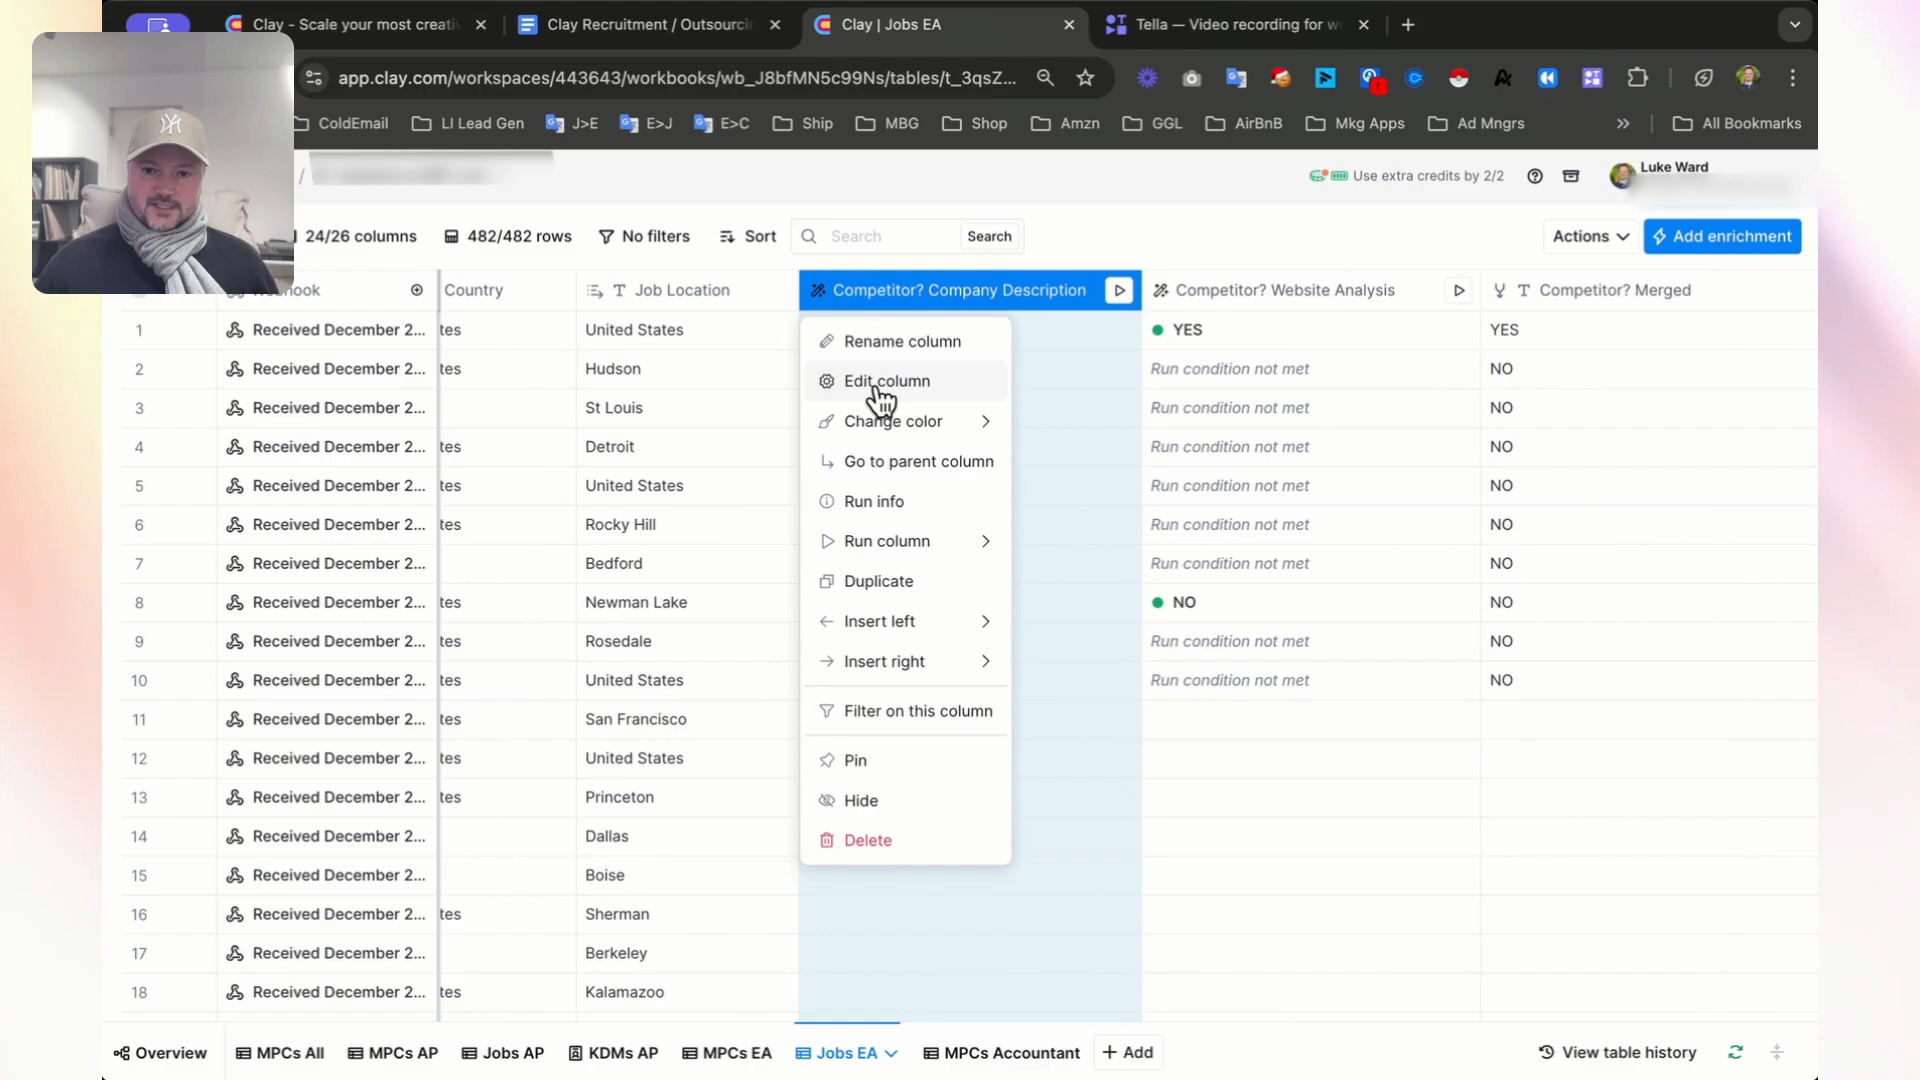 Clay - Scale your most creativ
Clay Recruitment / Outsourcin
Clay | Jobs EA
Tella — Video recording for w
app.clay.com/workspaces/443643/workbooks/wb_J8bfMN5c99Ns/tables/t_3qsZ...
ColdEmail
LI Lead Gen
J>E
E>J
E>C
Ship
MBG
Shop
Amzn
GGL
AirBnB
Mkg Apps
Ad Mngrs
All Bookmarks
/
Use extra credits by 2/2
Luke Ward
24/26 columns
482/482 rows
No filters
Sort
Search
Search
Actions
Add enrichment
Country
Job Location
Competitor? Company Description
Competitor? Website Analysis
Competitor? Merged
1 Received December 2... tes United States YES YES
2 Received December 2... tes Hudson Run condition not met NO
3 Received December 2... St Louis Run condition not met NO
4 Received December 2... tes Detroit Run condition not met NO
5 Received December 2... tes United States Run condition not met NO
6 Received December 2... tes Rocky Hill Run condition not met NO
7 Received December 2... Bedford Run condition not met NO
8 Received December 2... tes Newman Lake NO NO
9 Received December 2... tes Rosedale Run condition not met NO
10 Received December 2... tes United States Run condition not met NO
11 Received December 2... tes San Francisco
12 Received December 2... tes United States
13 Received December 2... tes Princeton
14 Received December 2... Dallas
15 Received December 2... Boise
16 Received December 2... tes Sherman
17 Received December 2... Berkeley
18 Received December 2... tes Kalamazoo
Rename column
Edit column
Change color
Go to parent column
Run info
Run column
Duplicate
Insert left
Insert right
Filter on this column
Pin
Hide
Delete
Overview
MPCs All
MPCs AP
Jobs AP
KDMs AP
MPCs EA
Jobs EA
MPCs Accountant
+ Add
View table history